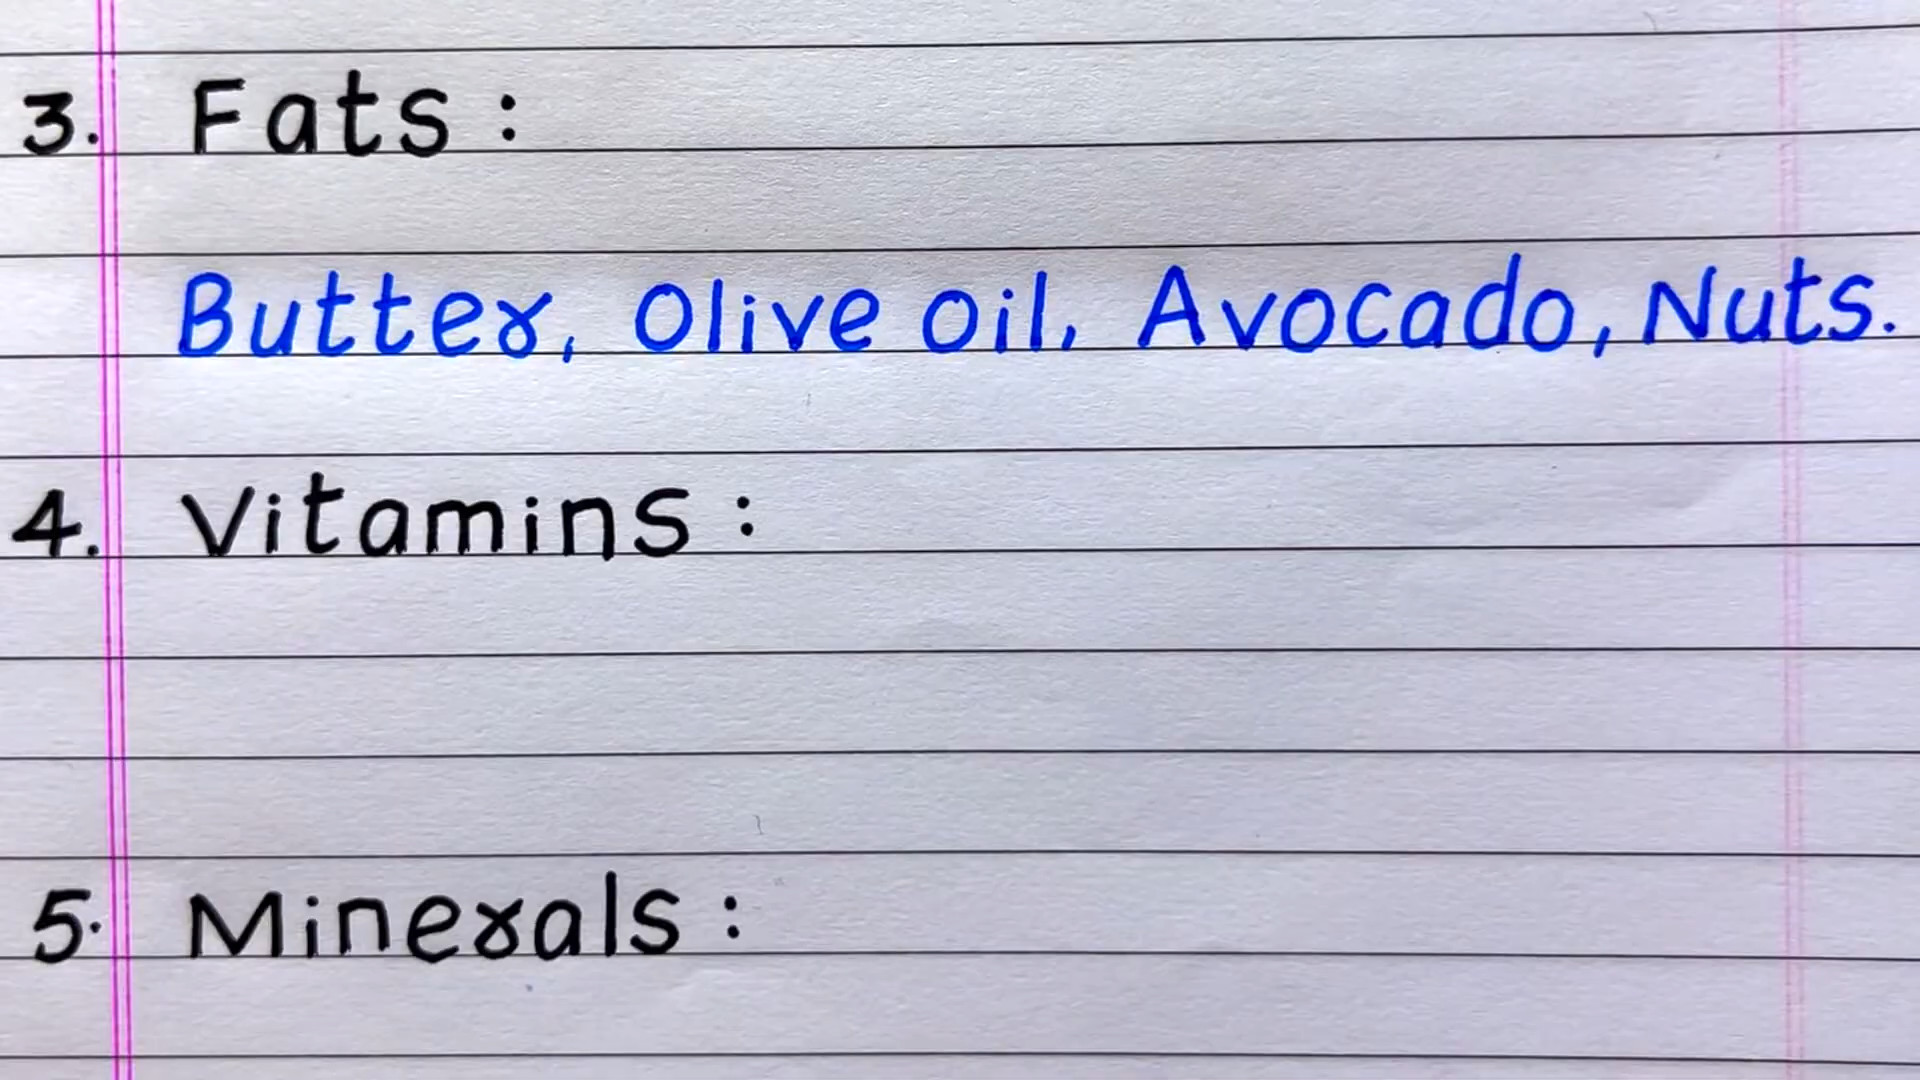 3. Fats :
Butter, Olive oil, Avocado, Nuts.
4. Vitamins :
5. Minerals :